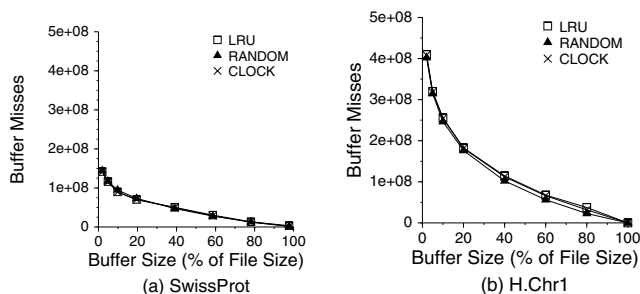 5e+08
4e+08
3e+08
2e+08
1e+08
0
0 20 40 60 80 100
Buffer Misses
Buffer Size (% of File Size)
LRU
RANDOM
CLOCK
(a) SwissProt
5e+08
4e+08
3e+08
2e+08
1e+08
0
0 20 40 60 80 100
Buffer Misses
Buffer Size (% of File Size)
LRU
RANDOM
CLOCK
(b) H.Chr1